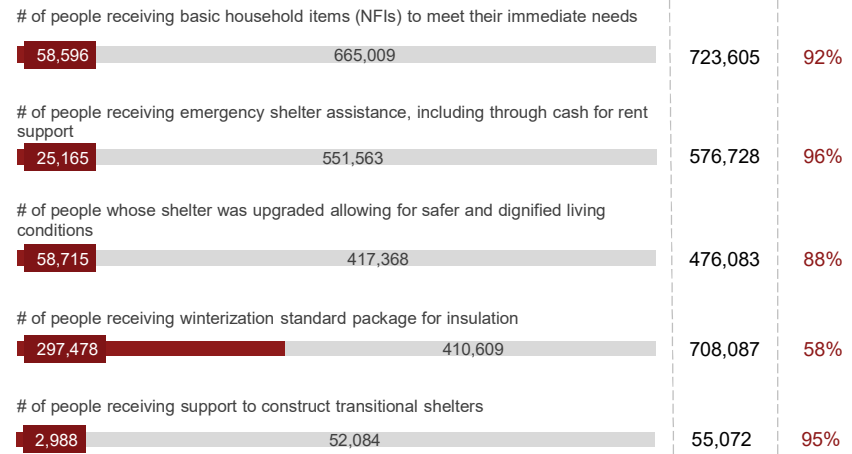 # of people receiving basic household items (NFIs) to meet their immediate needs
58,596 665,009 723,605 92%
# of people receiving emergency shelter assistance, including through cash for rent
support
25,165 551,563 576,728 96%
# of people whose shelter was upgraded allowing for safer and dignified living
conditions
58,715 417,368 476,083 88%
# of people receiving winterization standard package for insulation
297,478 410,609 708,087 58%
# of people receiving support to construct transitional shelters
2,988 52,084 55,072 95%